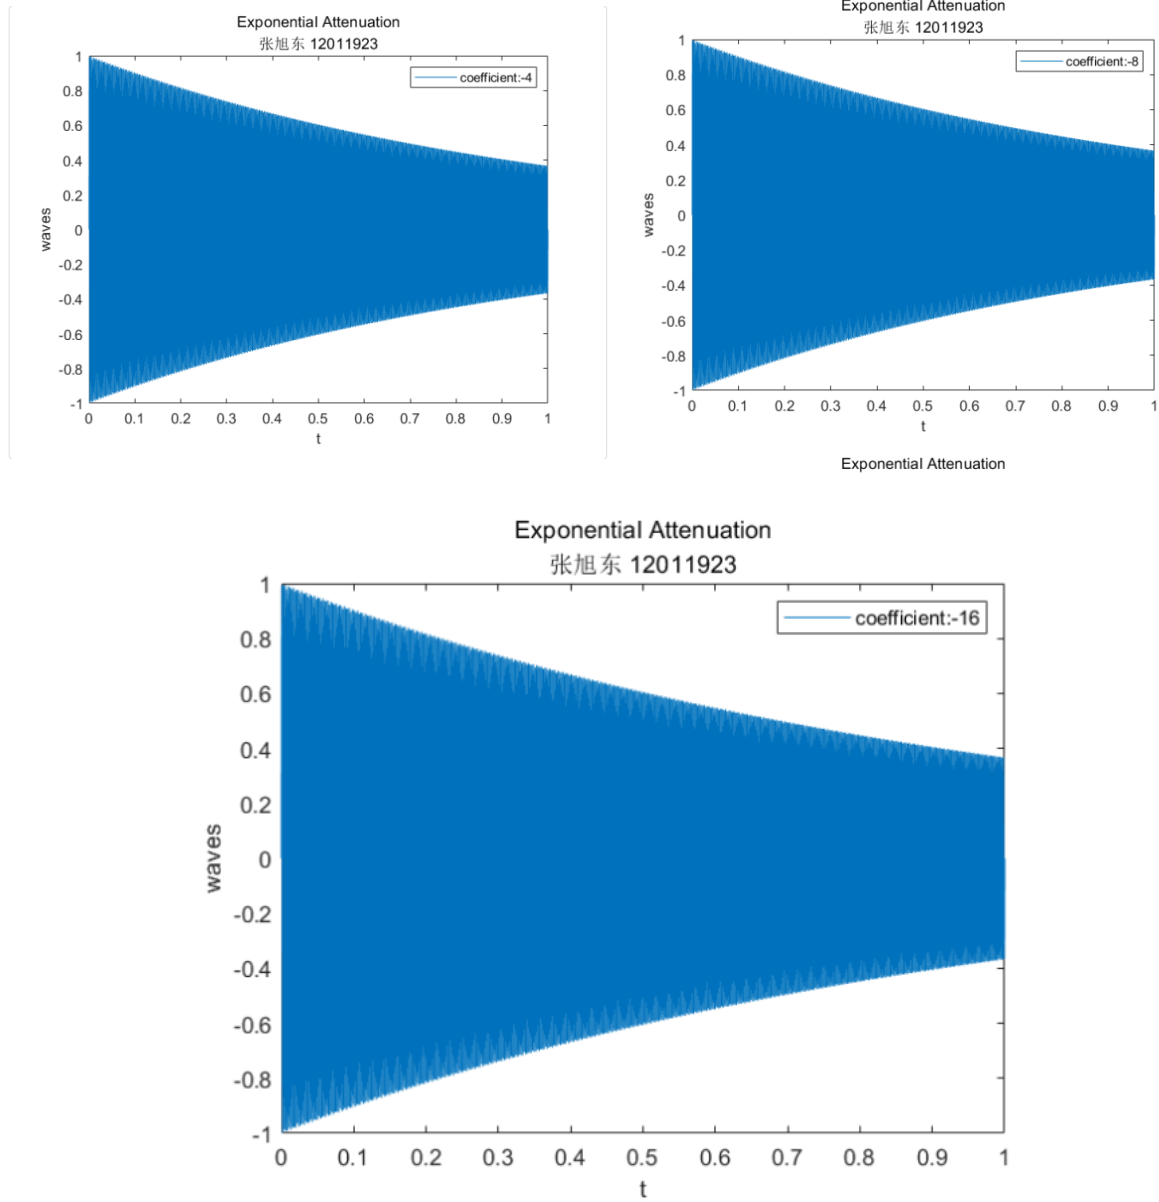 Exponential Attenuation
张旭东 12011923
coefficient:-4
1
0.8
0.6
0.4
0.2
0
-0.2
-0.4
-0.6
-0.8
-1
waves
0 0.1 0.2 0.3 0.4 0.5 0.6 0.7 0.8 0.9 1
t
Exponential Attenuation
张旭东 12011923
coefficient:-8
1
0.8
0.6
0.4
0.2
0
-0.2
-0.4
-0.6
-0.8
-1
waves
0 0.1 0.2 0.3 0.4 0.5 0.6 0.7 0.8 0.9 1
t
Exponential Attenuation
Exponential Attenuation
张旭东 12011923
coefficient:-16
1
0.8
0.6
0.4
0.2
0
-0.2
-0.4
-0.6
-0.8
-1
waves
0 0.1 0.2 0.3 0.4 0.5 0.6 0.7 0.8 0.9 1
t